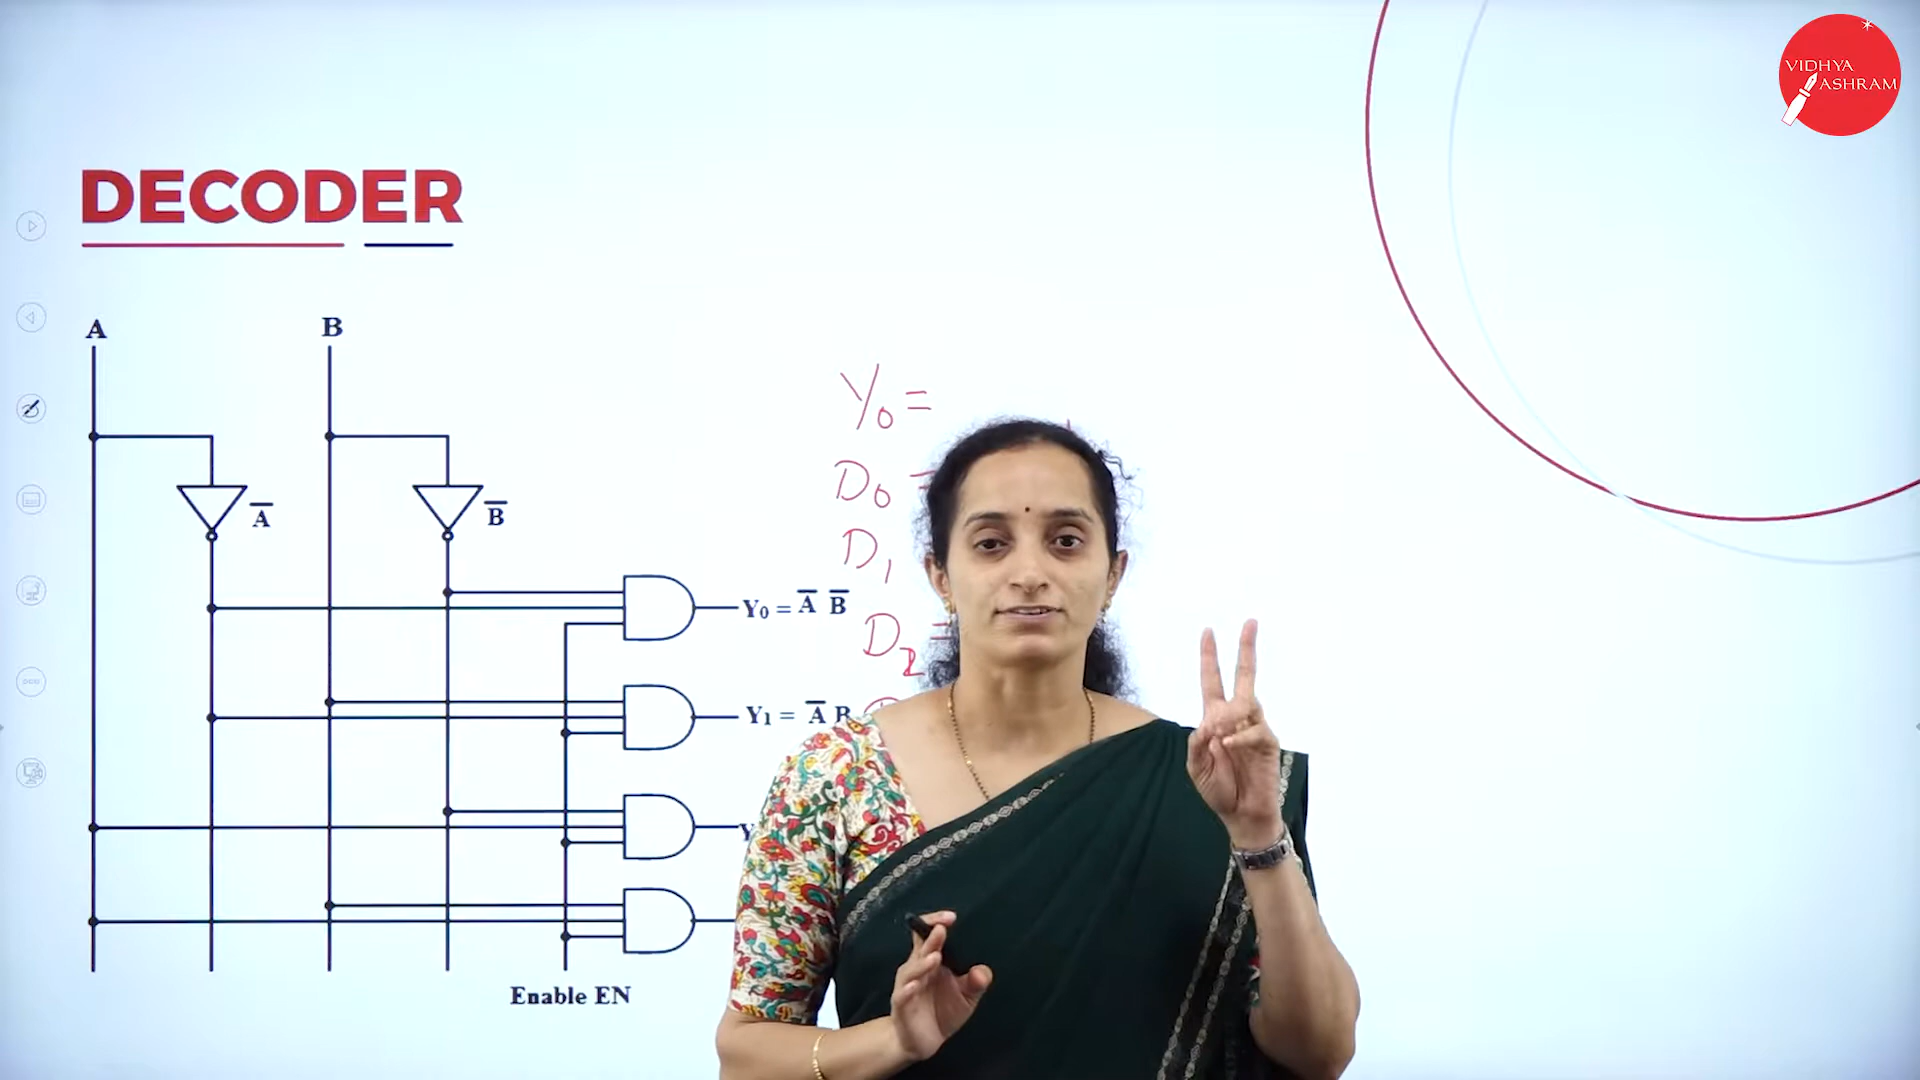 VIDHYA
ASHRAM
DECODER
A
B
A̅
B̅
Y₀ =
D₀ =
D₁
D₂ =
Y₀ = A̅ B̅
Y₁ = A̅ B
Y
Enable EN